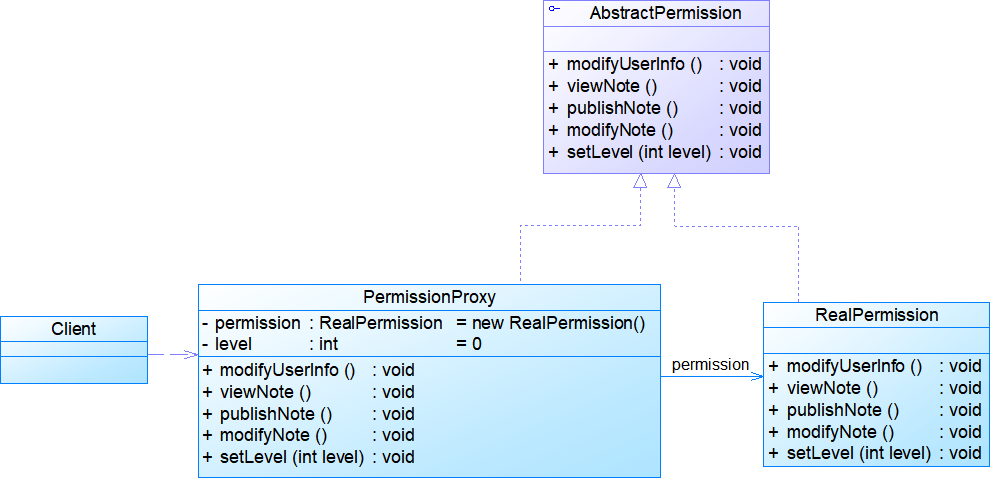 AbstractPermission
+ modifyUserInfo () : void
+ viewNote () : void
+ publishNote () : void
+ modifyNote () : void
+ setLevel (int level) : void
PermissionProxy
- permission : RealPermission = new RealPermission()
- level : int = 0
+ modifyUserInfo () : void
+ viewNote () : void
+ publishNote () : void
+ modifyNote () : void
+ setLevel (int level) : void
Client
permission
RealPermission
+ modifyUserInfo () : void
+ viewNote () : void
+ publishNote () : void
+ modifyNote () : void
+ setLevel (int level) : void